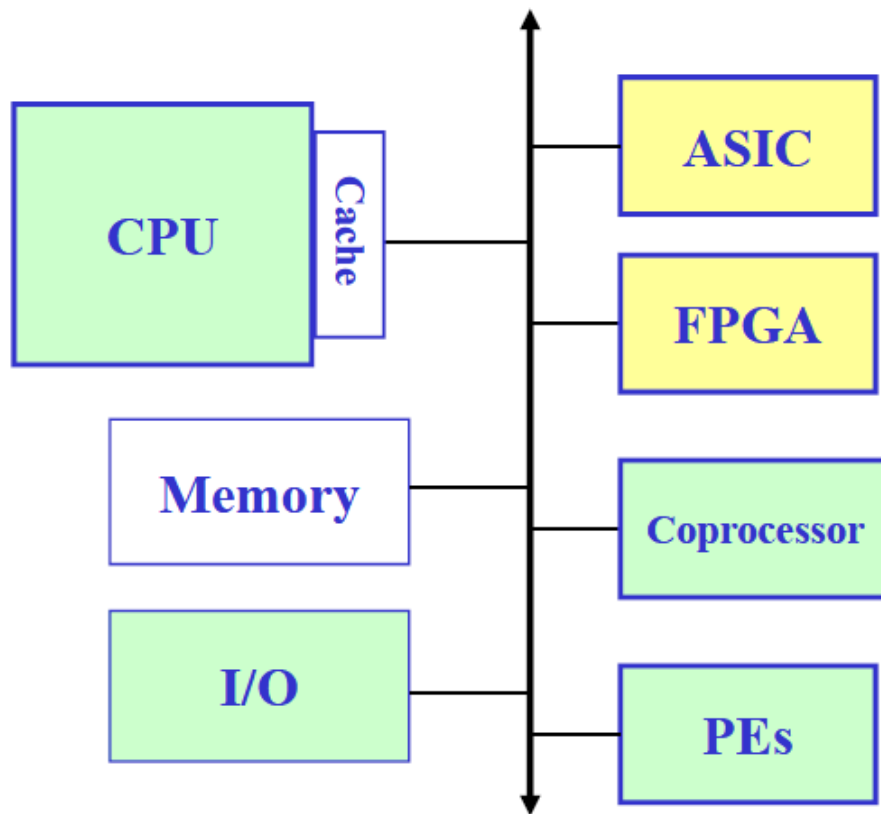 CPU
Cache
Memory
I/O
ASIC
FPGA
Coprocessor
PEs